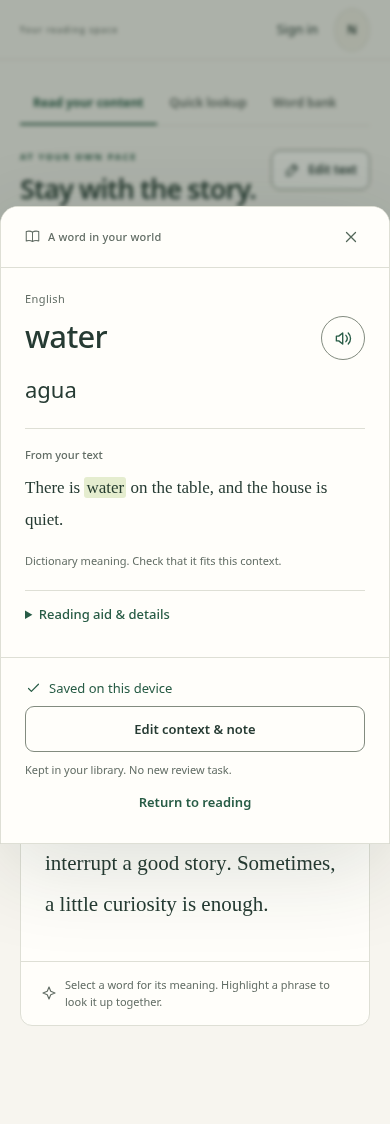 Your reading space
Sign in
N
Read your content
Quick lookup
Word bank
AT YOUR OWN PACE
Stay with the story.
Edit text
A word in your world
English
water
agua
From your text
There is water on the table, and the house is
quiet.
Dictionary meaning. Check that it fits this context.
Reading aid & details
Saved on this device
Edit context & note
Kept in your library. No new review task.
Return to reading
interrupt a good story. Sometimes,
a little curiosity is enough.
Select a word for its meaning. Highlight a phrase to
look it up together.